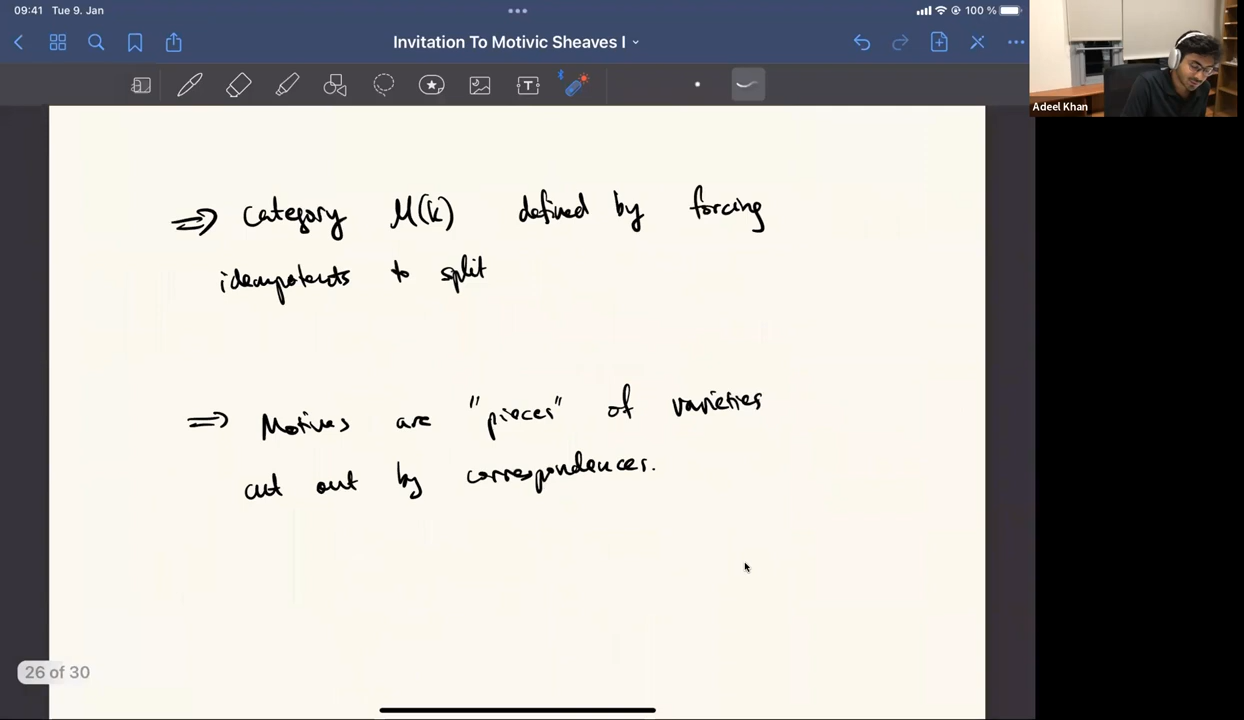 09:41 Tue 9. Jan
100 %
Invitation To Motivic Sheaves I
Adeel Khan
⇒ category M(k) defined by forcing
idempotents to split
⇒ Motives are "pieces" of varieties
cut out by correspondences.
26 of 30